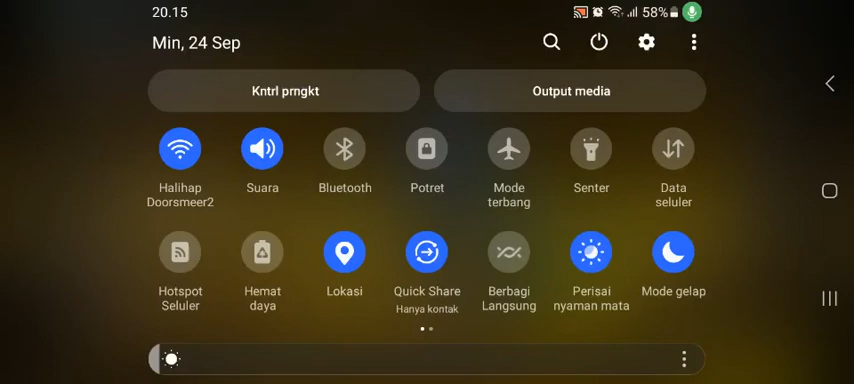 20.15
58%
Min, 24 Sep
Kntrl prngkt
Output media
Halihap
Doorsmeer2
Suara
Bluetooth
Potret
Mode
terbang
Senter
Data
seluler
Hotspot
Seluler
Hemat
daya
Lokasi
Quick Share
Hanya kontak
Berbagi
Langsung
Perisai
nyaman mata
Mode gelap